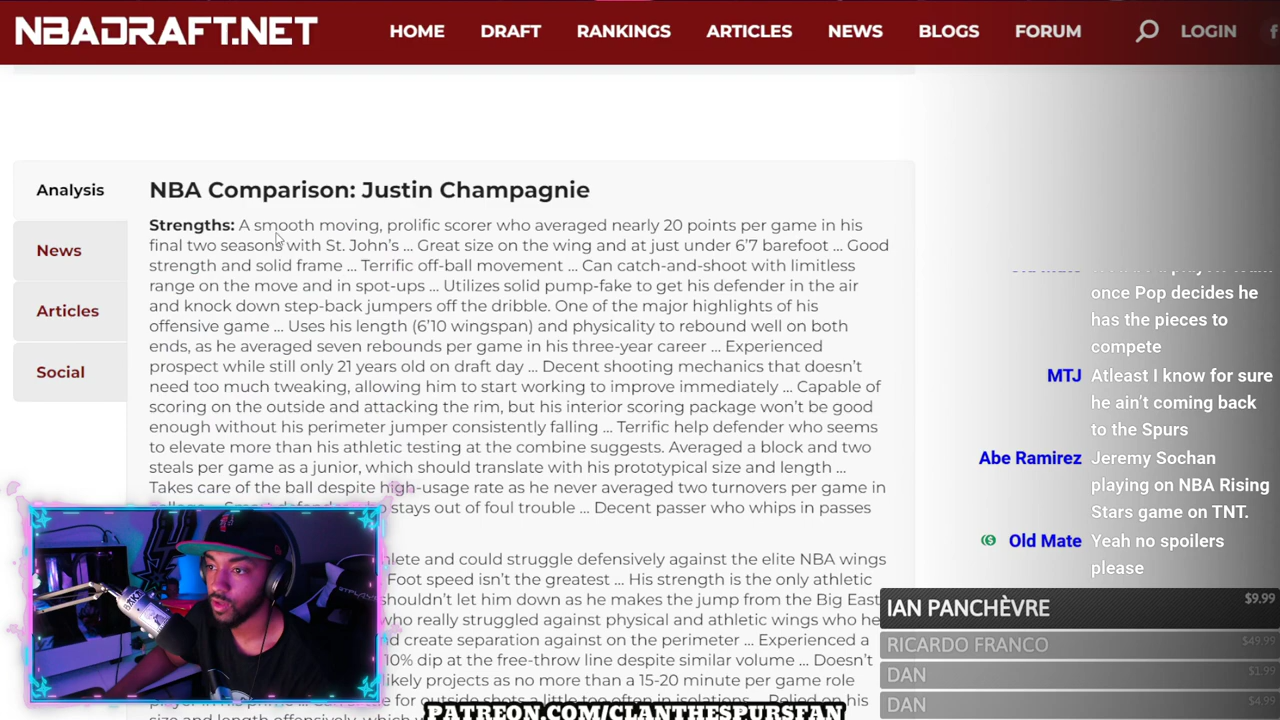 NBADRAFT.NET
HOME
DRAFT
RANKINGS
ARTICLES
NEWS
BLOGS
FORUM
LOGIN
Analysis
News
Articles
Social
NBA Comparison: Justin Champagnie
Strengths: A smooth moving, prolific scorer who averaged nearly 20 points per game in his
final two seasons with St. John's ... Great size on the wing and at just under 6'7 barefoot ... Good
strength and solid frame ... Terrific off-ball movement ... Can catch-and-shoot with limitless
range on the move and in spot-ups ... Utilizes solid pump-fake to get his defender in the air
and knock down step-back jumpers off the dribble. One of the major highlights of his
offensive game ... Uses his length (6'10 wingspan) and physicality to rebound well on both
ends, as he averaged seven rebounds per game in his three-year career ... Experienced
prospect while still only 21 years old on draft day ... Decent shooting mechanics that doesn't
need too much tweaking, allowing him to start working to improve immediately ... Capable of
scoring on the outside and attacking the rim, but his interior scoring package won't be good
enough without his perimeter jumper consistently falling ... Terrific help defender who seems
to elevate more than his athletic testing at the combine suggests. Averaged a block and two
steals per game as a junior, which should translate with his prototypical size and length ...
Takes care of the ball despite high-usage rate as he never averaged two turnovers per game in
stays out of foul trouble ... Decent passer who whips in passes
and could struggle defensively against the elite NBA wings
Foot speed isn't the greatest ... His strength is the only athletic
shouldn't let him down as he makes the jump from the Big East
who really struggled against physical and athletic wings who he
create separation against on the perimeter ... Experienced a
10% dip at the free-throw line despite similar volume ... Doesn't
projects as no more than a 15-20 minute per game role
for outside shots a little too often in isolations
once Pop decides he
has the pieces to
compete
MTJ Atleast I know for sure
he ain't coming back
to the Spurs
Abe Ramirez Jeremy Sochan
playing on NBA Rising
Stars game on TNT.
Old Mate Yeah no spoilers
please
IAN PANCHÈVRE $9.99
RICARDO FRANCO $49.99
DAN $1.99
DAN $4.99
PATREON.COM/CLANTHESPURSFAN